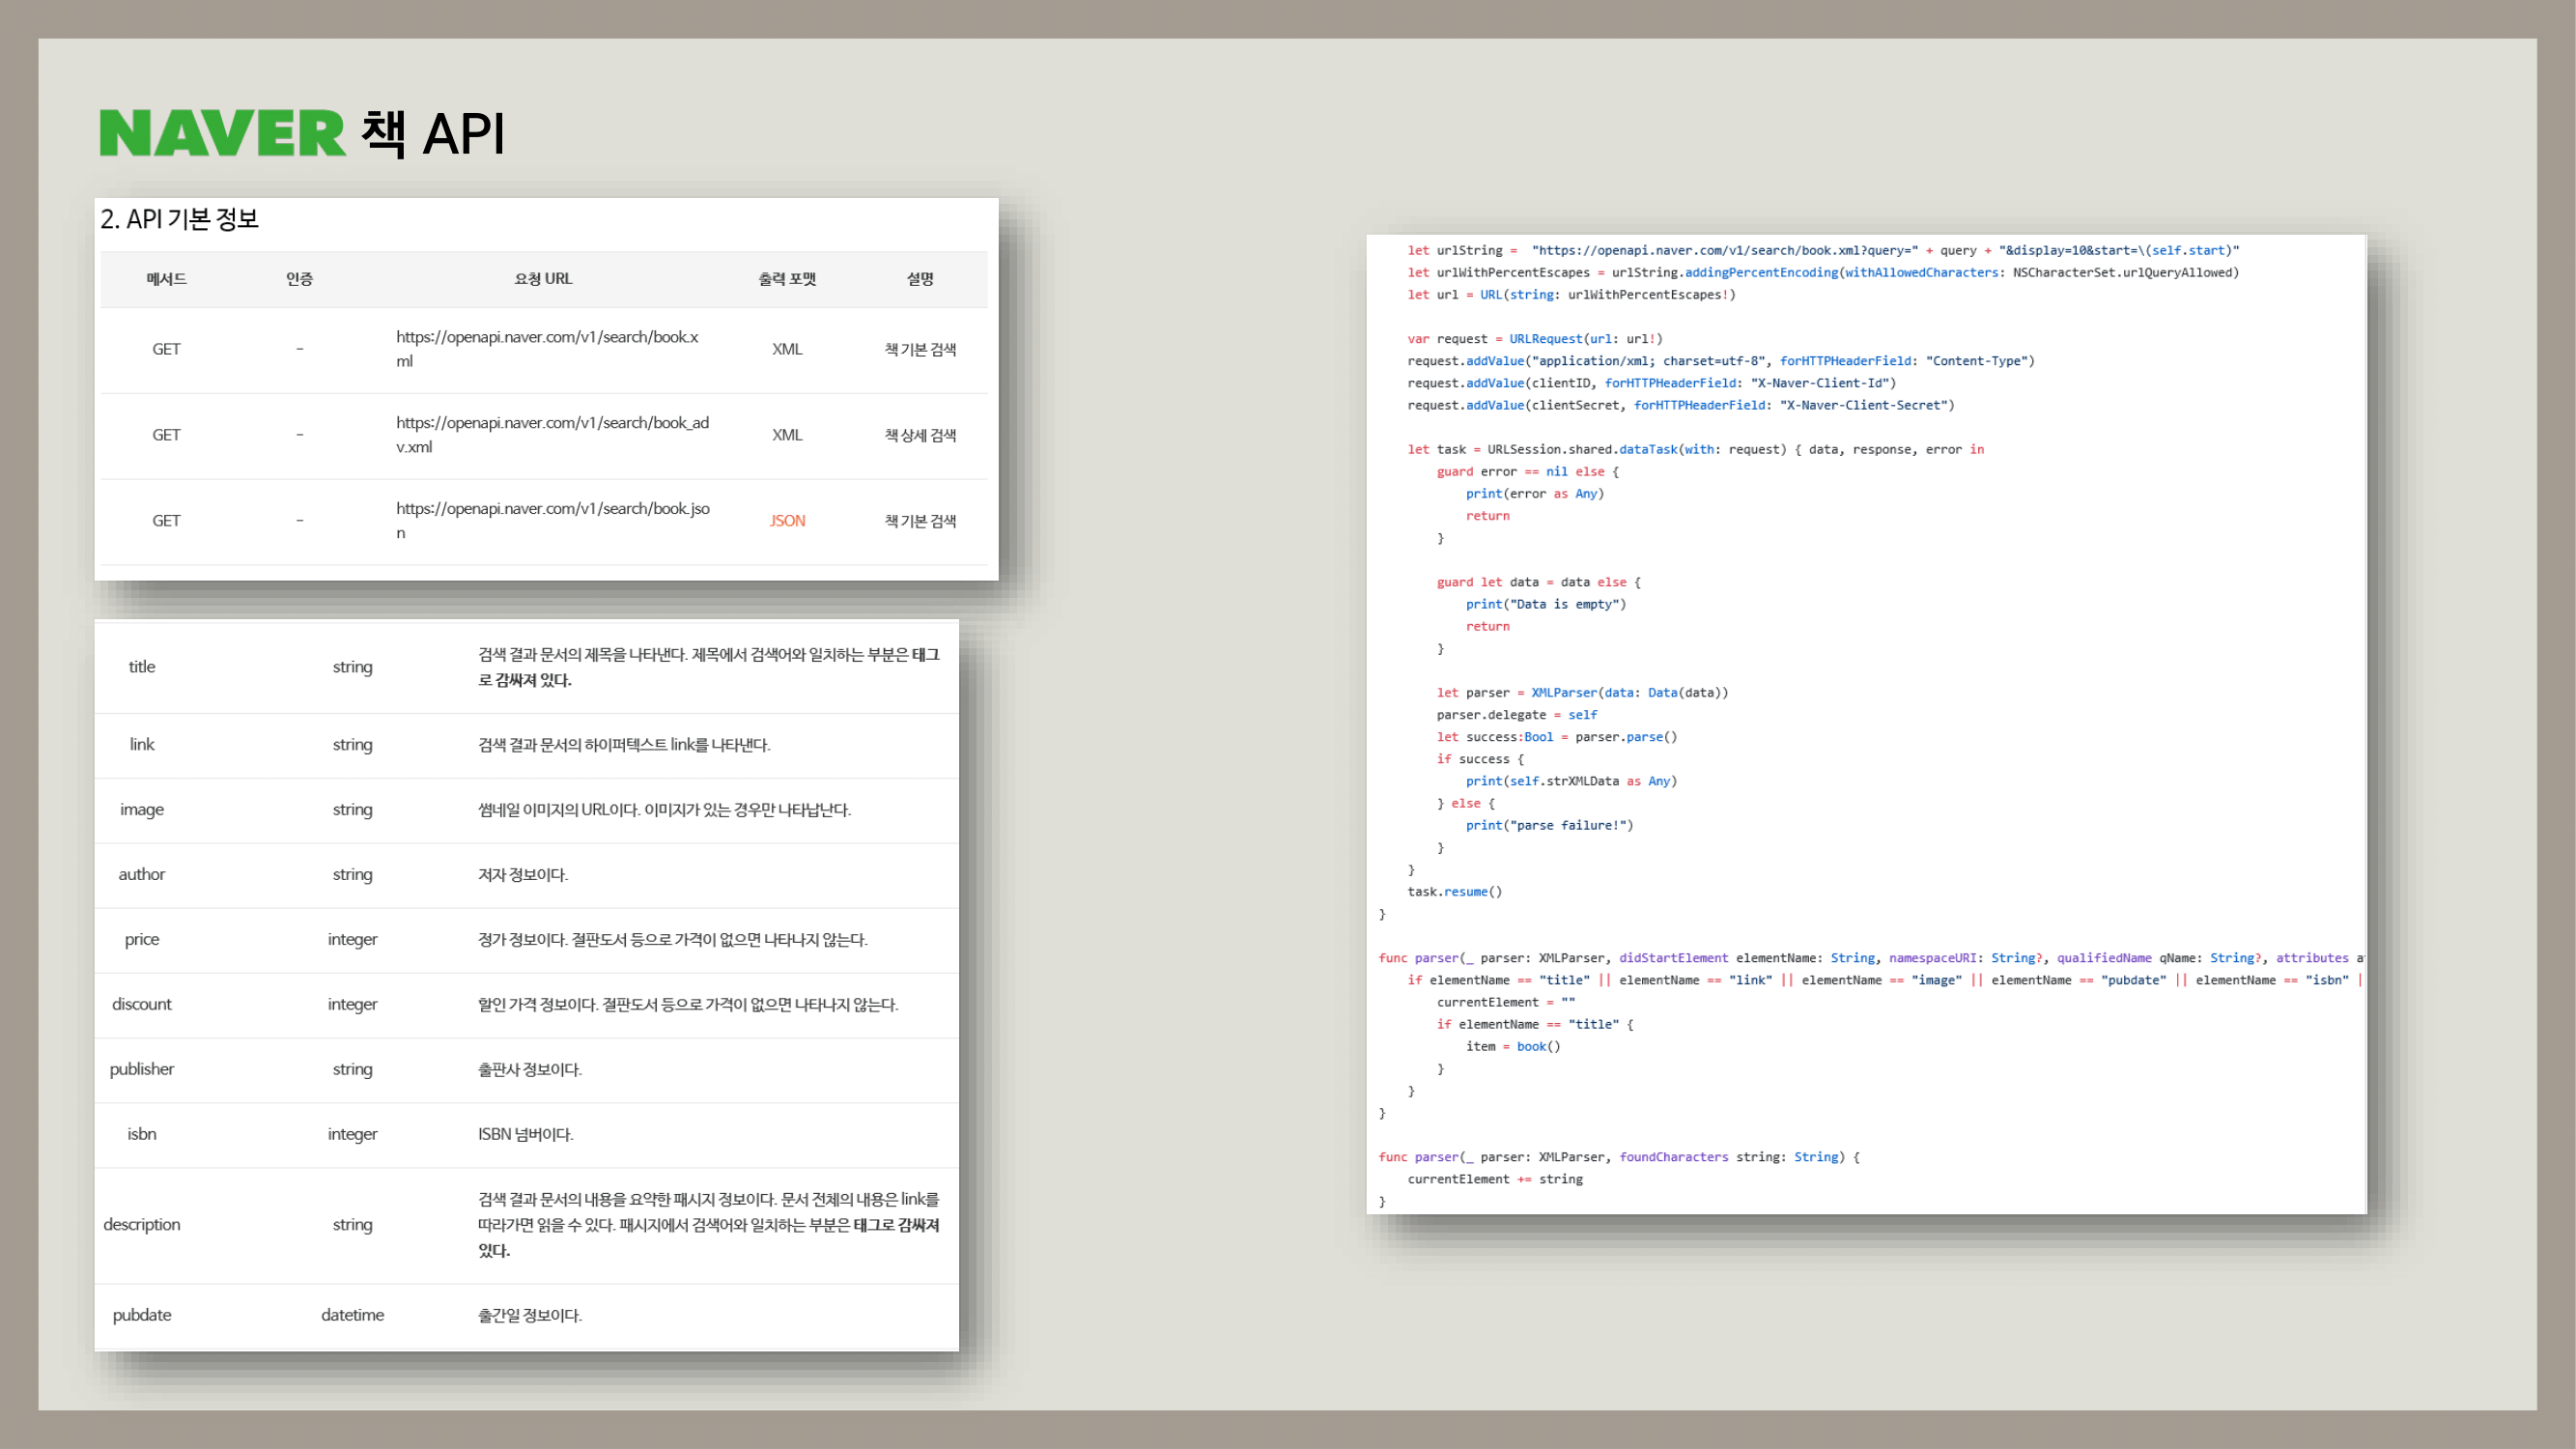 NAVER 책 API
2. API 기본 정보
메서드 인증 요청 URL 출력 포맷 설명
GET - https://openapi.naver.com/v1/search/book.x
ml XML 책 기본 검색
GET - https://openapi.naver.com/v1/search/book_ad
v.xml XML 책 상세 검색
GET - https://openapi.naver.com/v1/search/book.jso
n JSON 책 기본 검색
title string 검색 결과 문서의 제목을 나타낸다. 제목에서 검색어와 일치하는 부분은 태그
로 감싸져 있다.
link string 검색 결과 문서의 하이퍼텍스트 link를 나타낸다.
image string 썸네일 이미지의 URL이다. 이미지가 있는 경우만 나타납난다.
author string 저자 정보이다.
price integer 정가 정보이다. 절판도서 등으로 가격이 없으면 나타나지 않는다.
discount integer 할인 가격 정보이다. 절판도서 등으로 가격이 없으면 나타나지 않는다.
publisher string 출판사 정보이다.
isbn integer ISBN 넘버이다.
description string 검색 결과 문서의 내용을 요약한 패시지 정보이다. 문서 전체의 내용은 link를
따라가면 읽을 수 있다. 패시지에서 검색어와 일치하는 부분은 태그로 감싸져
있다.
pubdate datetime 출간일 정보이다.
let urlString =  "https://openapi.naver.com/v1/search/book.xml?query=" + query + "&display=10&start=\(self.start)"
let urlWithPercentEscapes = urlString.addingPercentEncoding(withAllowedCharacters: NSCharacterSet.urlQueryAllowed)
let url = URL(string: urlWithPercentEscapes!)
var request = URLRequest(url: url!)
request.addValue("application/xml; charset=utf-8", forHTTPHeaderField: "Content-Type")
request.addValue(clientID, forHTTPHeaderField: "X-Naver-Client-Id")
request.addValue(clientSecret, forHTTPHeaderField: "X-Naver-Client-Secret")
let task = URLSession.shared.dataTask(with: request) { data, response, error in
guard error == nil else {
print(error as Any)
return
}
guard let data = data else {
print("Data is empty")
return
}
let parser = XMLParser(data: Data(data))
parser.delegate = self
let success:Bool = parser.parse()
if success {
print(self.strXMLData as Any)
} else {
print("parse failure!")
}
}
task.resume()
}
func parser(_ parser: XMLParser, didStartElement elementName: String, namespaceURI: String?, qualifiedName qName: String?, attributes
if elementName == "title" || elementName == "link" || elementName == "image" || elementName == "pubdate" || elementName == "isbn" |
currentElement = ""
if elementName == "title" {
item = book()
}
}
}
func parser(_ parser: XMLParser, foundCharacters string: String) {
currentElement += string
}